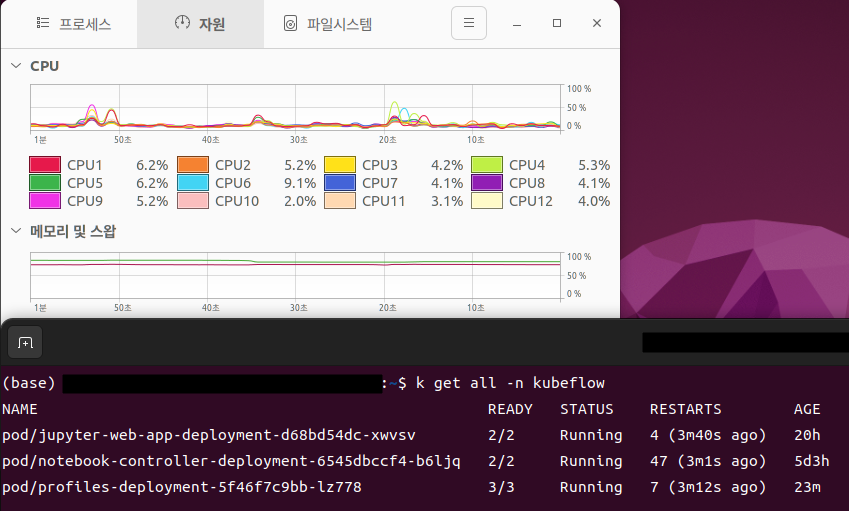 프로세스 자원 파일시스템
CPU
100 %
50 %
0 %
1분 50초 40초 30초 20초 10초
CPU1 6.2% CPU2 5.2% CPU3 4.2% CPU4 5.3%
CPU5 6.2% CPU6 9.1% CPU7 4.1% CPU8 4.1%
CPU9 5.2% CPU10 2.0% CPU11 3.1% CPU12 4.0%
메모리 및 스왑
100 %
50 %
0 %
1분 50초 40초 30초 20초 10초
(base) :~$ k get all -n kubeflow
NAME READY STATUS RESTARTS AGE
pod/jupyter-web-app-deployment-d68bd54dc-xwvsv 2/2 Running 4 (3m40s ago) 20h
pod/notebook-controller-deployment-6545dbccf4-b6ljq 2/2 Running 47 (3m1s ago) 5d3h
pod/profiles-deployment-5f46f7c9bb-lz778 3/3 Running 7 (3m12s ago) 23m